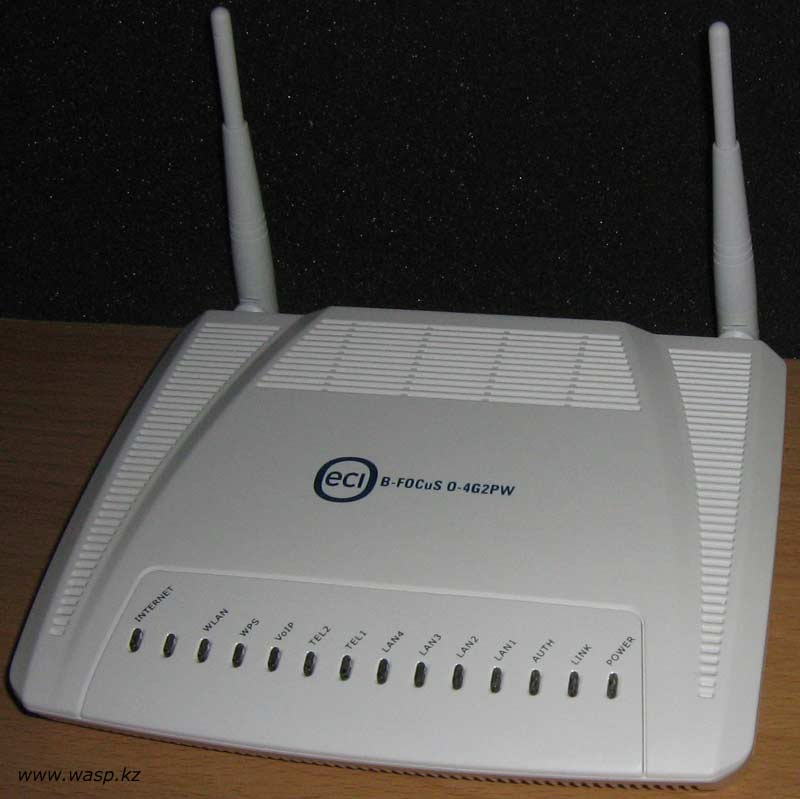 eci B-FOCuS O-4G2PW
INTERNET WLAN WPS VoIP TEL2 TEL1 LAN4 LAN3 LAN2 LAN1 AUTH LINK POWER
www.wasp.kz